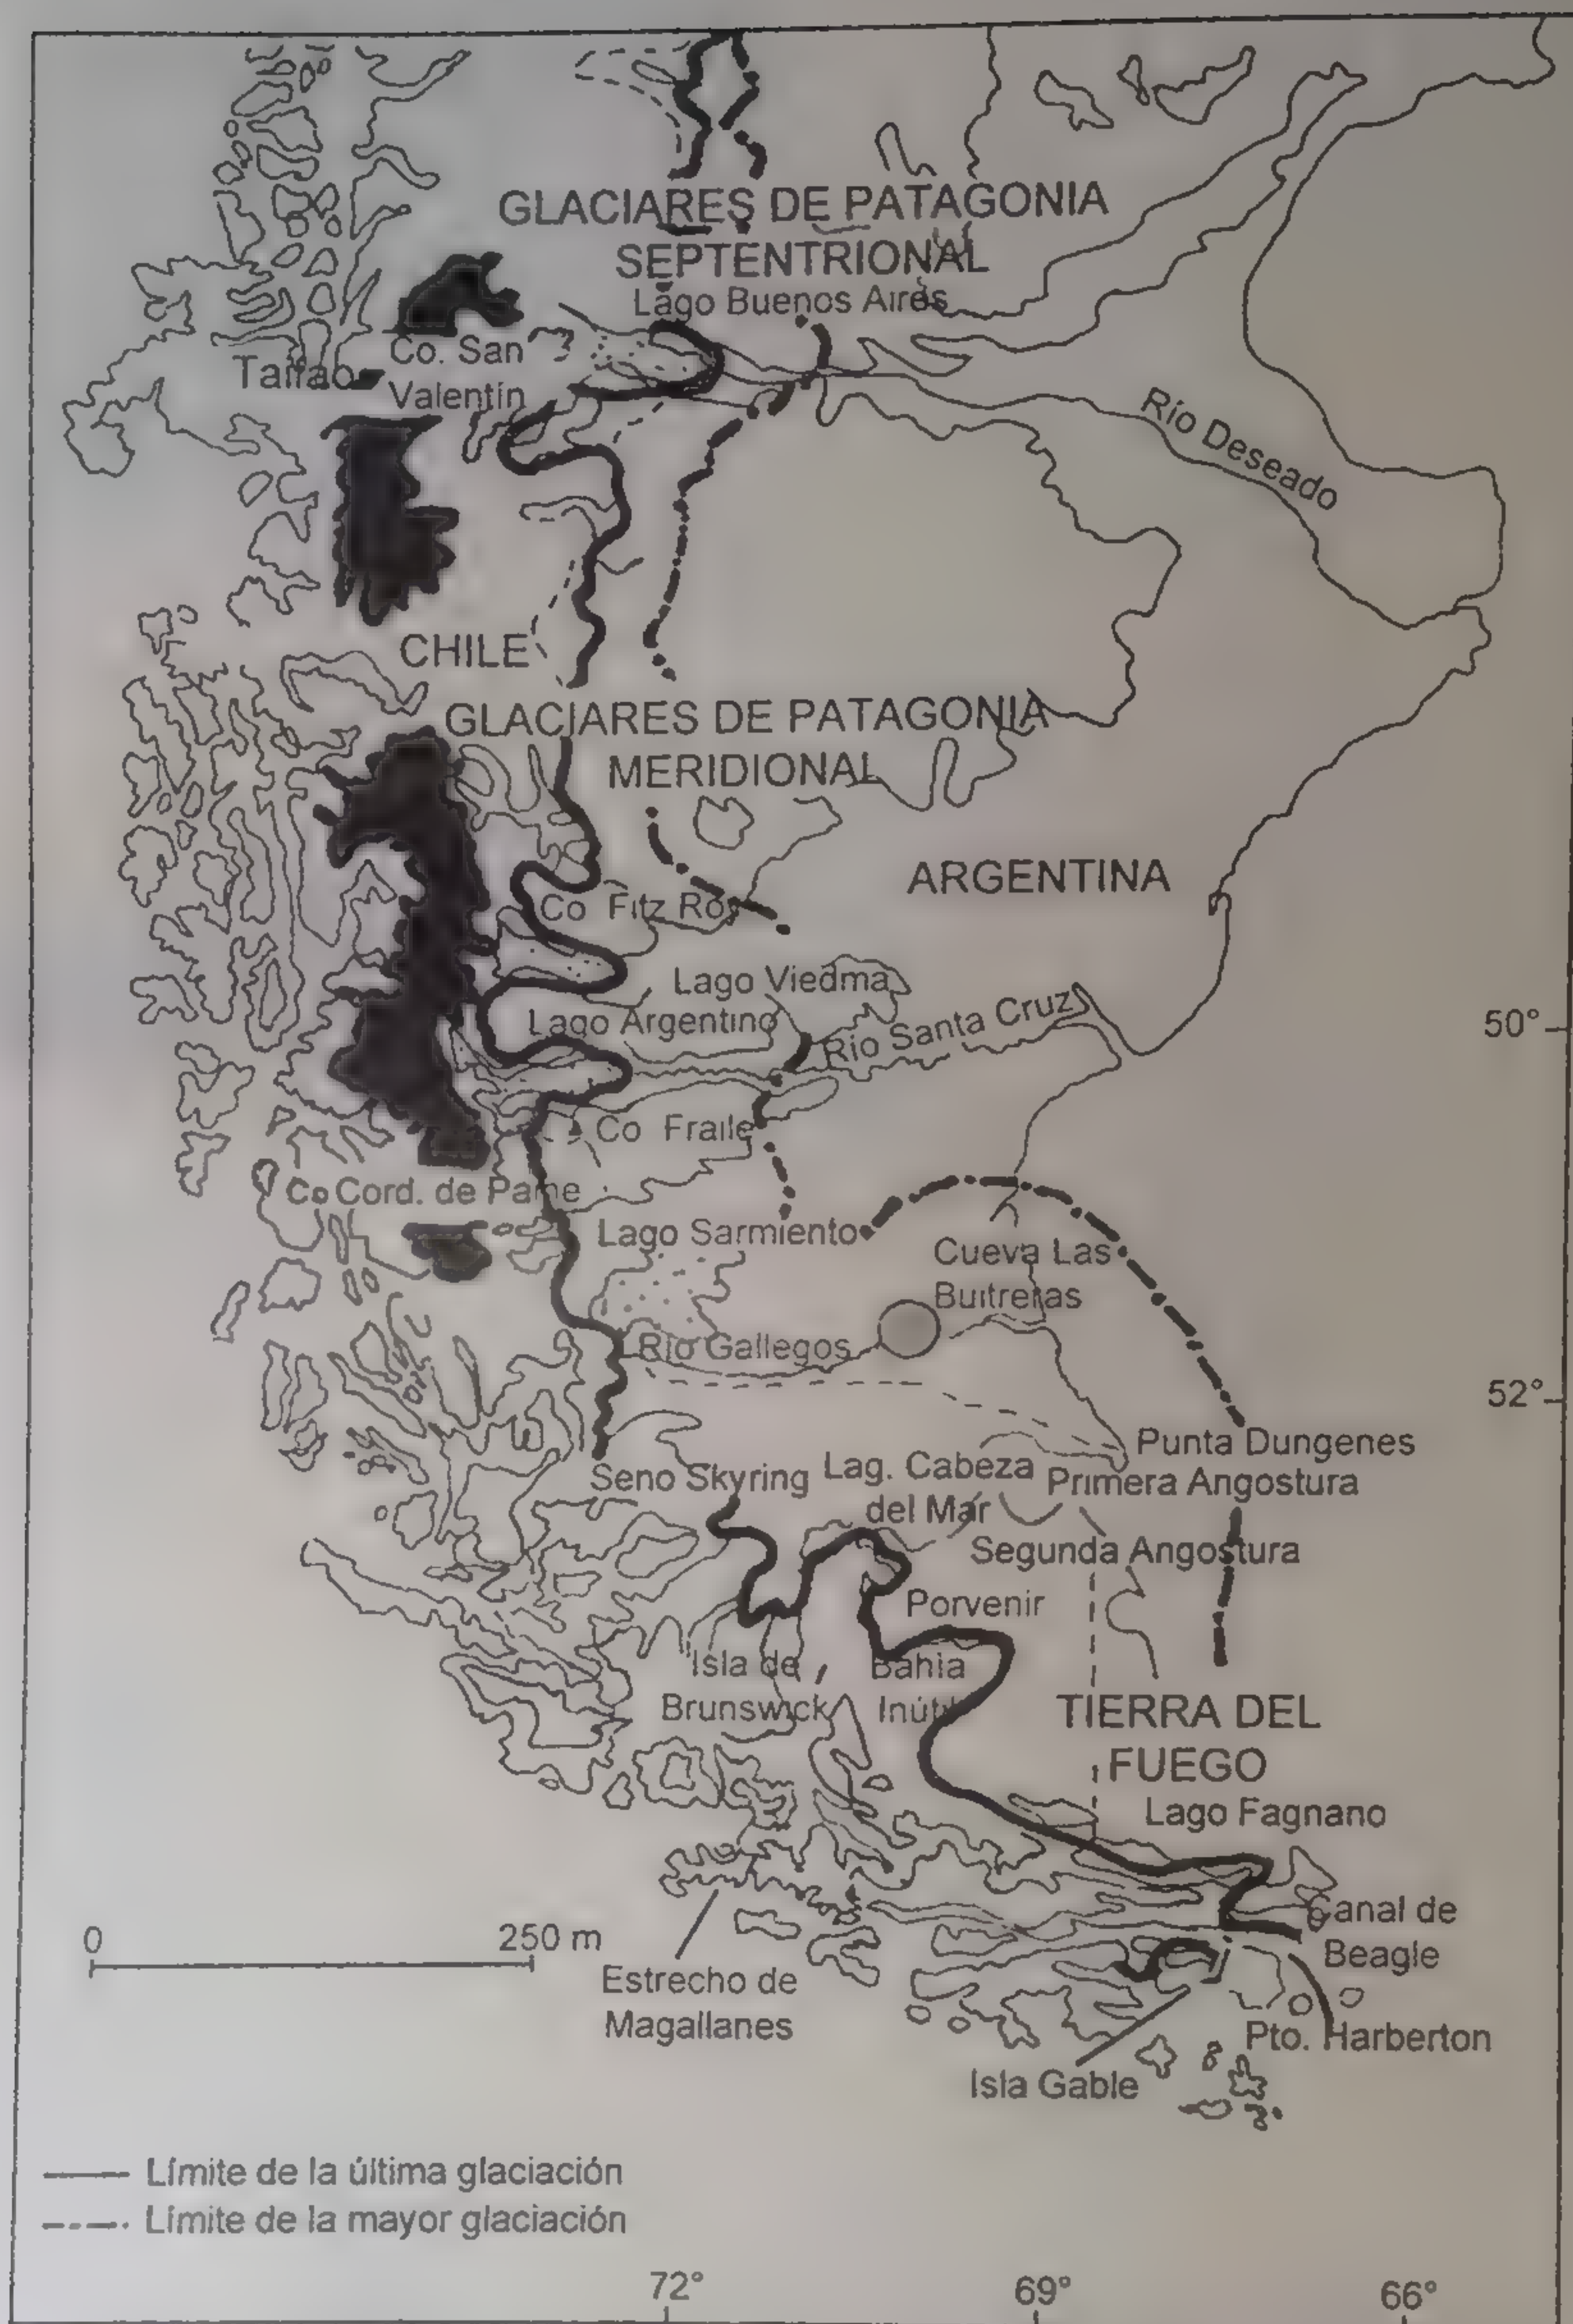 GLACIARES DE PATAGONIA
SEPTENTRIONAL
Lago Buenos Aires
Co. San
Valentín
Taitao
Río Deseado
CHILE
GLACIARES DE PATAGONIA
MERIDIONAL
ARGENTINA
Co Fitz Roy
Lago Viedma
Lago Argentino
Río Santa Cruz
50°
Co Fraile
Co Cord. de Paine
Lago Sarmiento
Cueva Las
Buitreras
Río Gallegos
52°
Punta Dungenes
Seno Skyring
Lag. Cabeza
del Mar
Primera Angostura
Segunda Angostura
Porvenir
Isla de
Brunswick
Bahía
Inútil
TIERRA DEL
FUEGO
Lago Fagnano
Canal de
Beagle
0
250 m
Estrecho de
Magallanes
Pto. Harberton
Isla Gable
Límite de la última glaciación
Límite de la mayor glaciación
72°
69°
66°